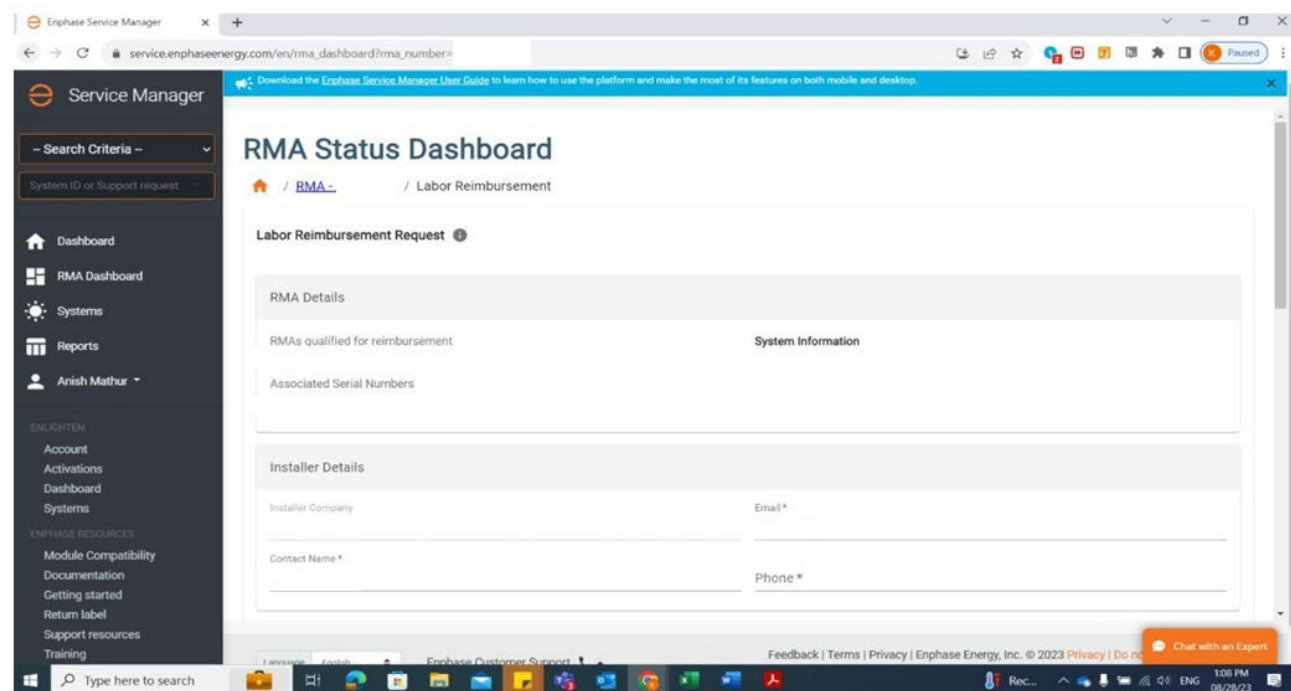 Enphase Service Manager
service.enphaseenergy.com/en/rma_dashboard?rma_number=
Paused
Service Manager
Download the Enphase Service Manager User Guide to learn how to use the platform and make the most of its features on both mobile and desktop.
-- Search Criteria --
System ID or Support request
Dashboard
RMA Dashboard
Systems
Reports
Anish Mathur
ENLIGHTEN
Account
Activations
Dashboard
Systems
ENPHASE RESOURCES
Module Compatibility
Documentation
Getting started
Return label
Support resources
Training
RMA Status Dashboard
/ RMA - / Labor Reimbursement
Labor Reimbursement Request
RMA Details
RMAs qualified for reimbursement
System Information
Associated Serial Numbers
Installer Details
Installer Company
Email *
Contact Name *
Phone *
Language English
Enphase Customer Support
Feedback | Terms | Privacy | Enphase Energy, Inc. © 2023 Privacy | Do
Chat with an Expert
Type here to search
Rec...
ENG
1:08 PM
08/28/23